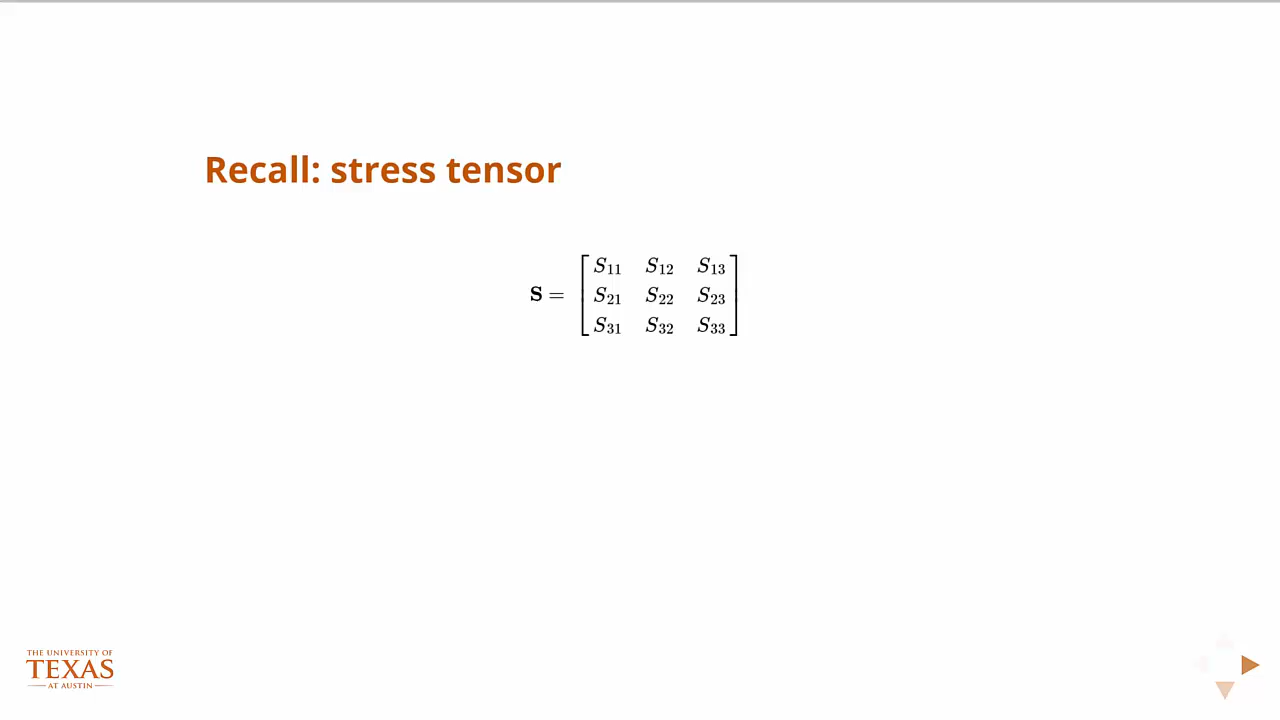 Recall: stress tensor
S = [ S₁₁ S₁₂ S₁₃
S₂₁ S₂₂ S₂₃
S₃₁ S₃₂ S₃₃ ]
THE UNIVERSITY OF
TEXAS
AT AUSTIN